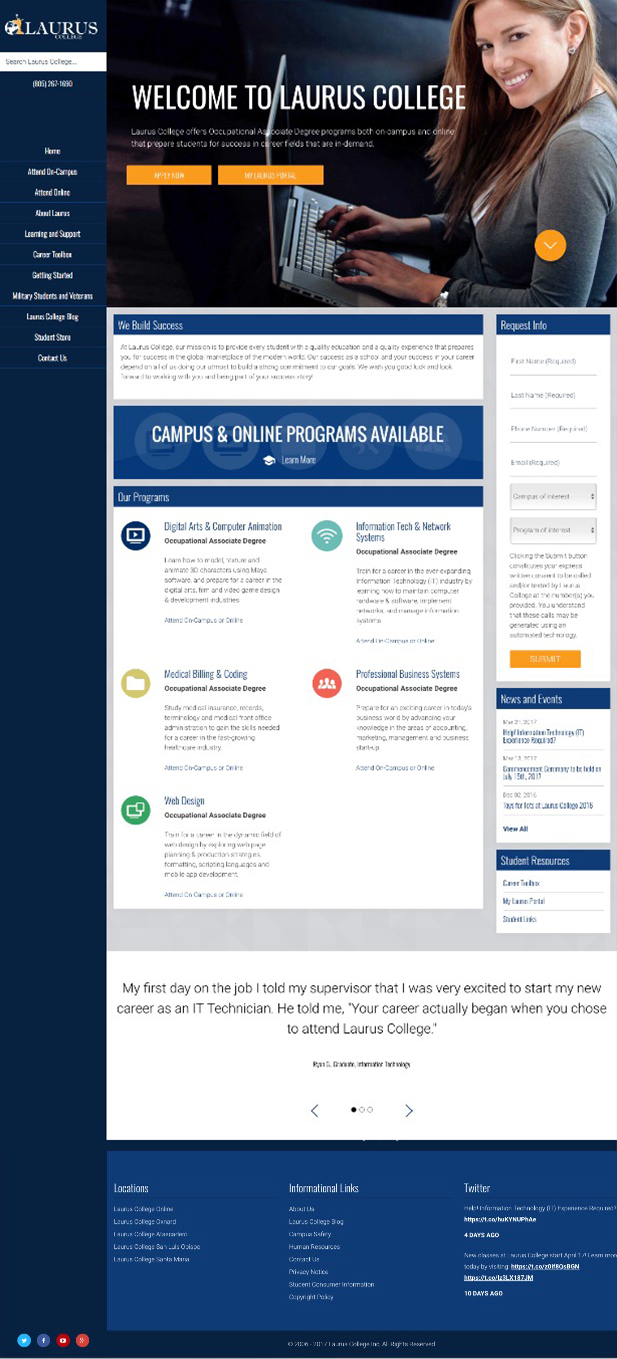 LAURUS
COLLEGE
Search Laurus College...
(805) 267-1690
Home
Attend On-Campus
Attend Online
About Laurus
Learning and Support
Career Toolbox
Getting Started
Military Students and Veterans
Laurus College Blog
Student Store
Contact Us
WELCOME TO LAURUS COLLEGE
Laurus College offers Occupational Associate Degree programs both on-campus and online
that prepare students for success in career fields that are in-demand.
APPLY NOW
MY LAURUS PORTAL
We Build Success
At Laurus College, our mission is to provide every student with a quality education and a quality experience that prepares
you for success in the global marketplace of the modern world. Our success as a school and your success in your career
depend on all of us doing our utmost to build a strong commitment to our goals. We wish you good luck and look
forward to working with you and being part of your success story!
CAMPUS & ONLINE PROGRAMS AVAILABLE
Learn More
Our Programs
Digital Arts & Computer Animation
Occupational Associate Degree
Learn how to model, texture and
animate 3D characters using Maya
software, and prepare for a career in the
digital arts, film and video game design
& development industries.
Attend On-Campus or Online
Information Tech & Network
Systems
Occupational Associate Degree
Train for a career in the ever-expanding
Information Technology (IT) industry by
learning how to maintain computer
hardware & software, implement
networks, and manage information
systems.
Attend On-Campus or Online
Medical Billing & Coding
Occupational Associate Degree
Study medical insurance, records,
terminology and medical front office
administration to gain the skills needed
for a career in the fast-growing
healthcare industry.
Attend On-Campus or Online
Professional Business Systems
Occupational Associate Degree
Prepare for an exciting career in today's
business world by advancing your
knowledge in the areas of accounting,
marketing, management and business
start-up.
Attend On-Campus or Online
Web Design
Occupational Associate Degree
Train for a career in the dynamic field of
web design by exploring web page
planning & production strategies,
formatting, scripting languages and
mobile app development.
Attend On-Campus or Online
Request Info
First Name (Required)
Last Name (Required)
Phone Number (Required)
Email (Required)
Campus of interest
Program of interest
Clicking the Submit button
constitutes your express
written consent to be called
and/or texted by Laurus
College at the number(s) you
provided. You understand
that these calls may be
generated using an
automated technology.
SUBMIT
News and Events
Mar 21, 2017
Help! Information Technology (IT)
Experience Required?
Mar 13, 2017
Commencement Ceremony to be held on
July 15th, 2017
Dec 02, 2016
Toys for Tots at Laurus College 2016
View All
Student Resources
Career Toolbox
My Laurus Portal
Student Links
My first day on the job I told my supervisor that I was very excited to start my new
career as an IT Technician. He told me, "Your career actually began when you chose
to attend Laurus College."
Ryan G., Graduate, Information Technology
Locations
Laurus College Online
Laurus College Oxnard
Laurus College Atascadero
Laurus College San Luis Obispo
Laurus College Santa Maria
Informational Links
About Us
Laurus College Blog
Campus Safety
Human Resources
Contact Us
Privacy Notice
Student Consumer Information
Copyright Policy
Twitter
Help! Information Technology (IT) Experience Required?
https://t.co/huKYNUPhAe
4 DAYS AGO
New classes at Laurus College start April 17! Learn more
today by visiting:
10 DAYS AGO
© 2006 - 2017 Laurus College Inc, All Rights Reserved